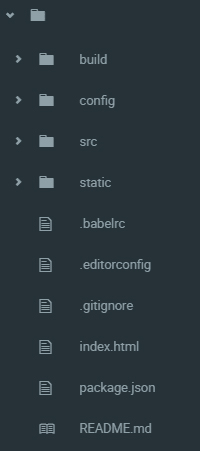 build
config
src
static
.babelrc
.editorconfig
.gitignore
index.html
package.json
README.md